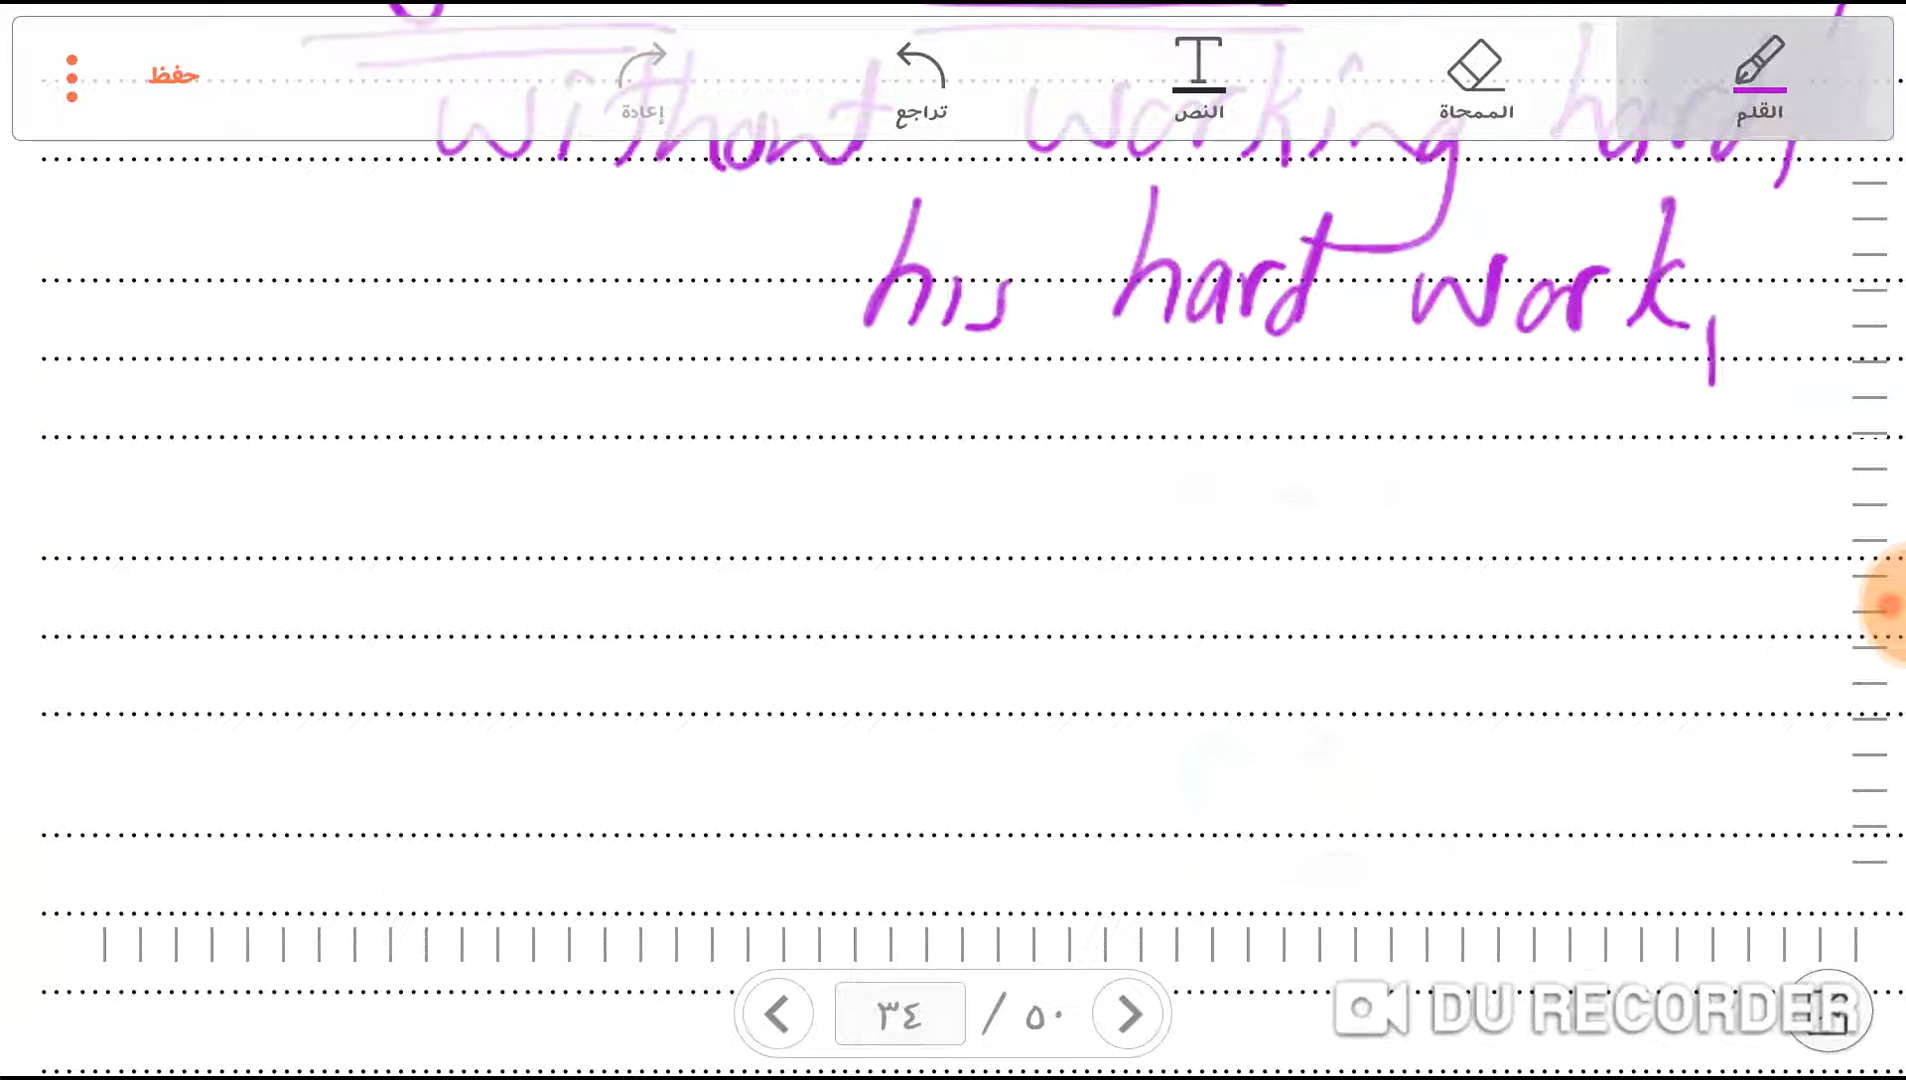 حفظ إعادة تراجع النص الممحاة القلم
without working hard,
his hard work,
٣٤ / ٥٠
DU RECORDER